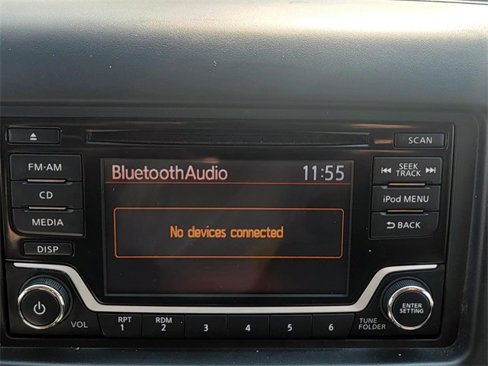 ⏏ SCAN
FM·AM
CD
MEDIA
DISP
BluetoothAudio 11:55
No devices connected
SEEK
TRACK
iPod MENU
BACK
VOL
RPT
1
RDM
2
3
4
5
6
TUNE
FOLDER
ENTER
SETTING